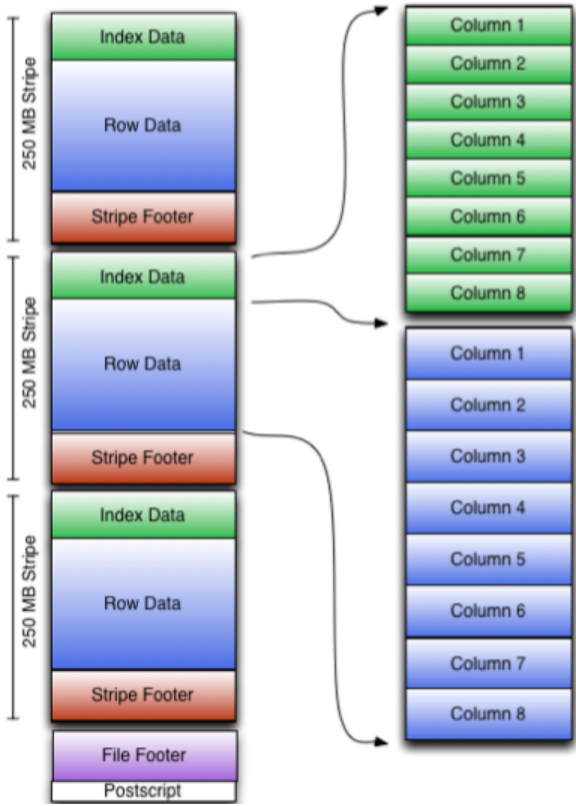 250 MB Stripe
Index Data
Row Data
Stripe Footer
250 MB Stripe
Index Data
Row Data
Stripe Footer
250 MB Stripe
Index Data
Row Data
Stripe Footer
File Footer
Postscript
Column 1
Column 2
Column 3
Column 4
Column 5
Column 6
Column 7
Column 8
Column 1
Column 2
Column 3
Column 4
Column 5
Column 6
Column 7
Column 8